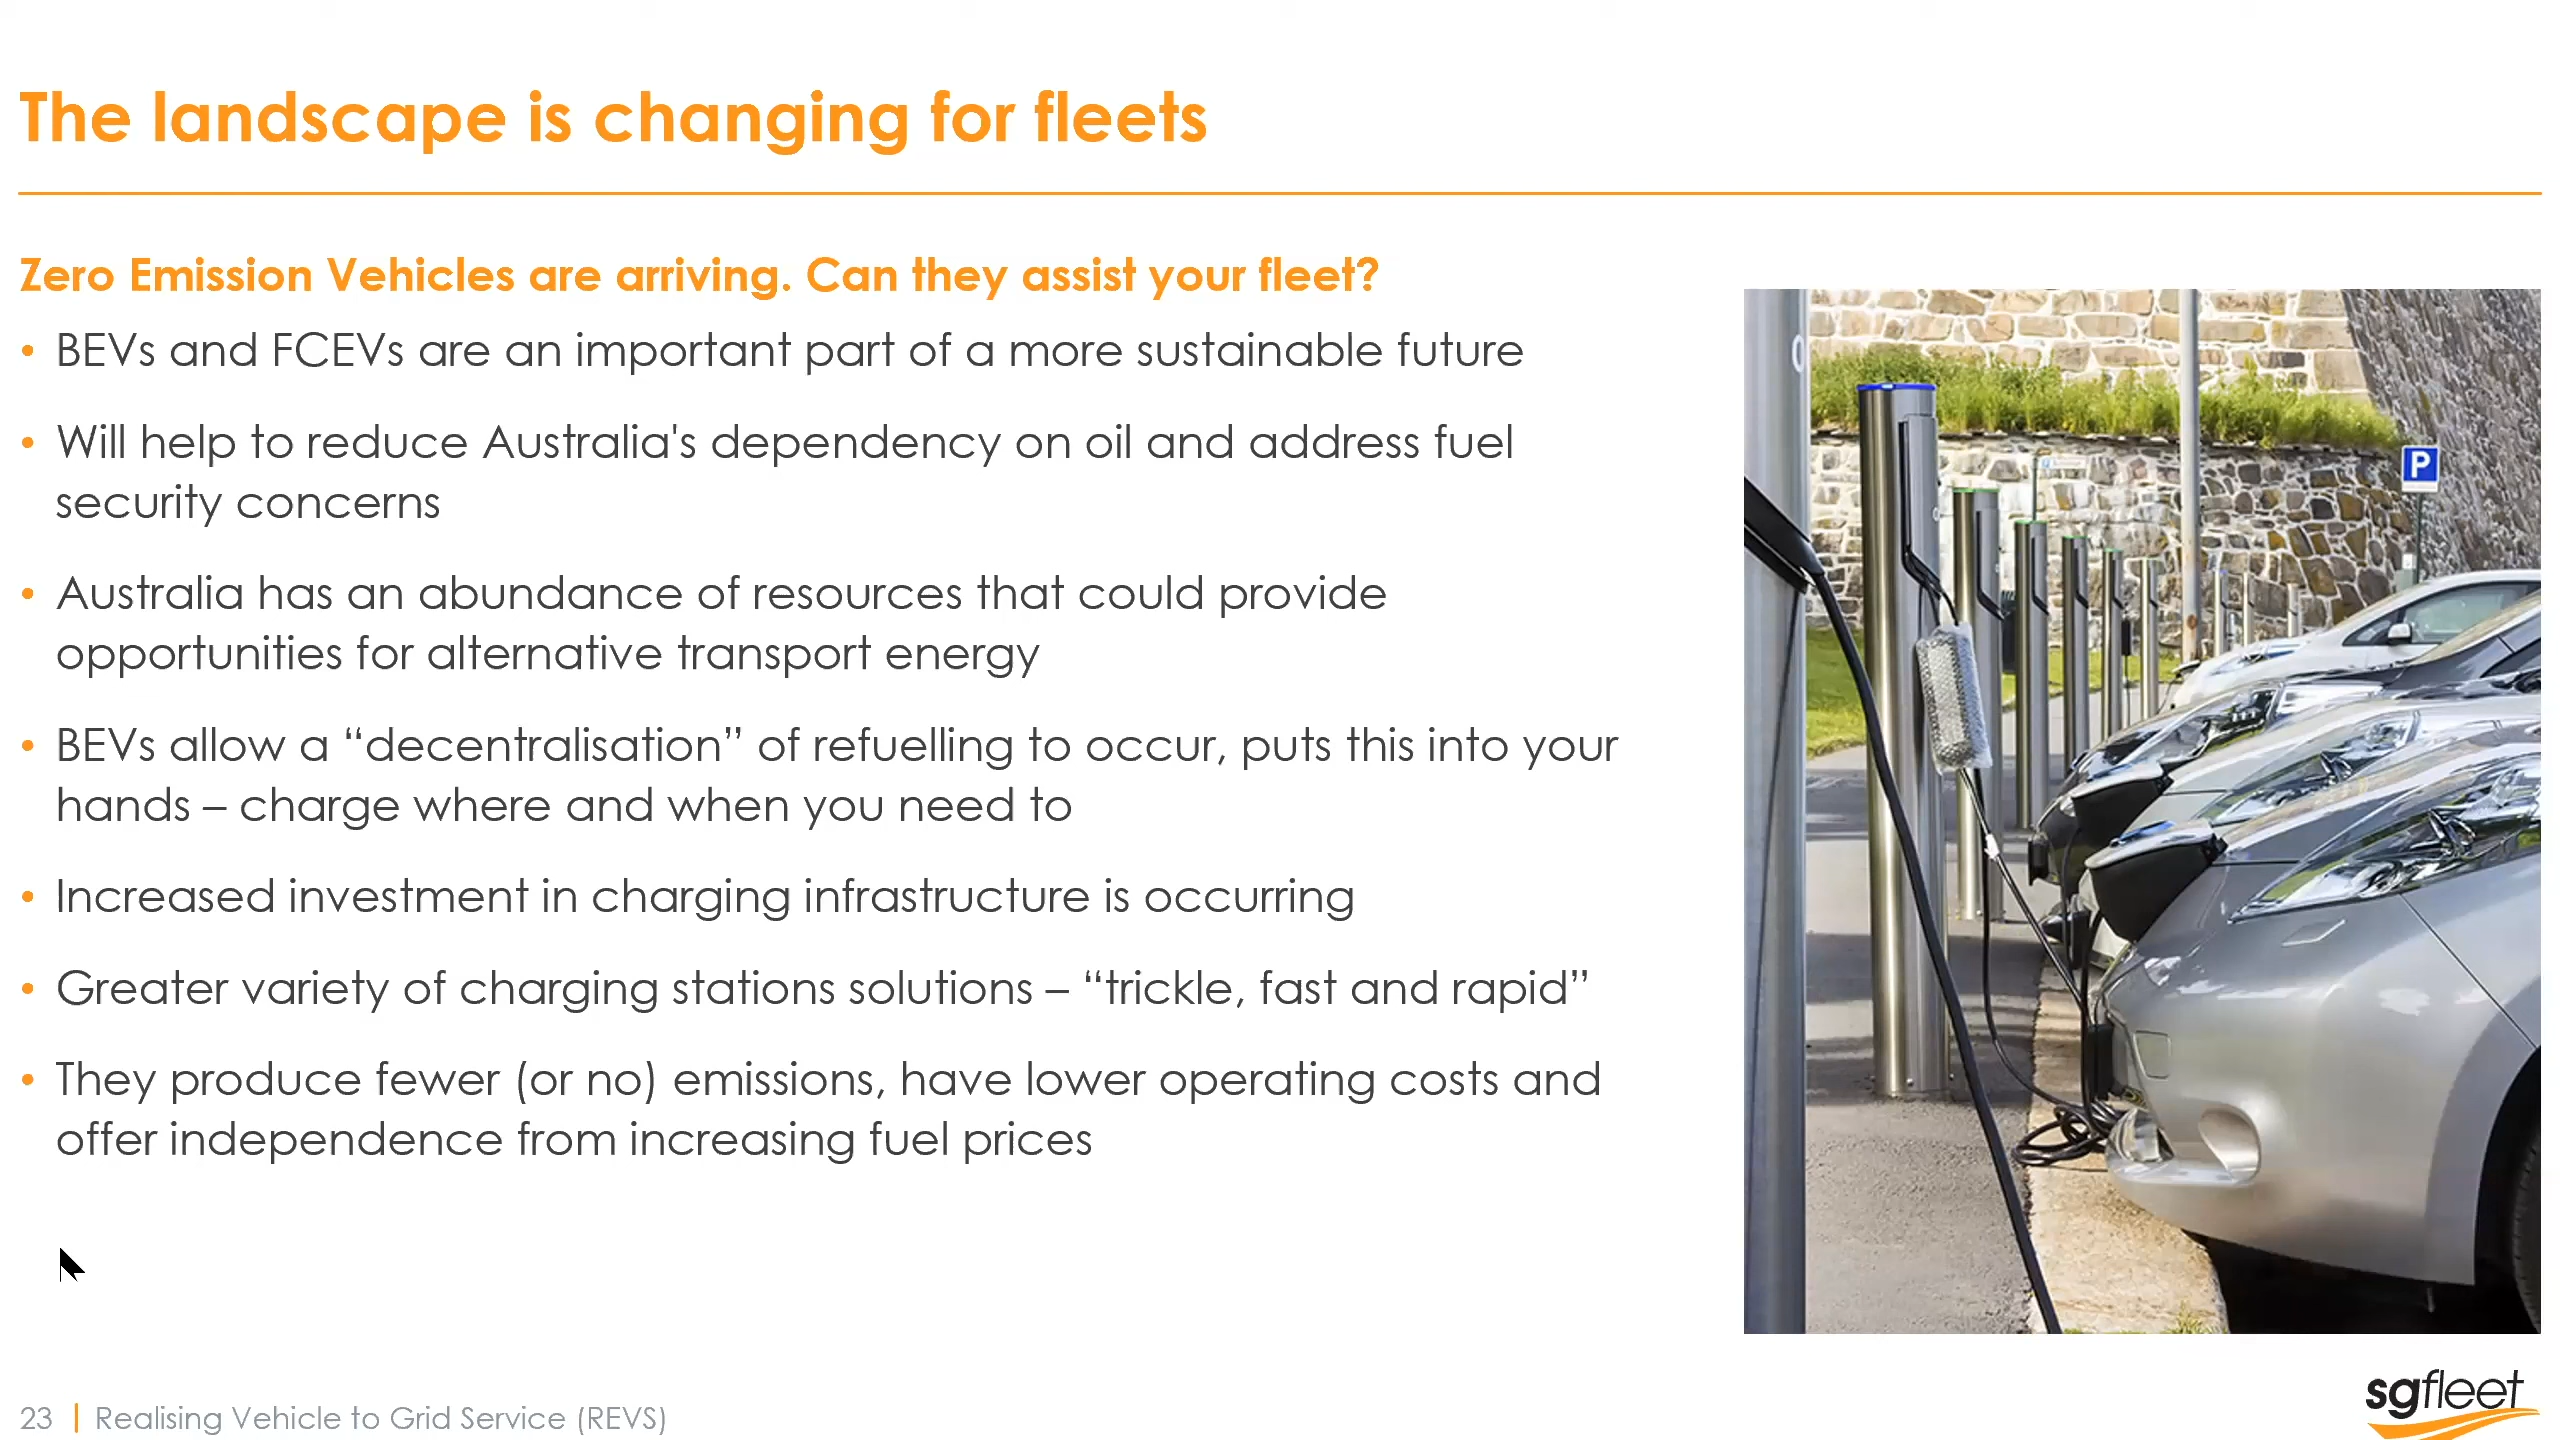 The landscape is changing for fleets
Zero Emission Vehicles are arriving. Can they assist your fleet?
• BEVs and FCEVs are an important part of a more sustainable future
• Will help to reduce Australia's dependency on oil and address fuel
security concerns
• Australia has an abundance of resources that could provide
opportunities for alternative transport energy
• BEVs allow a “decentralisation” of refuelling to occur, puts this into your
hands – charge where and when you need to
• Increased investment in charging infrastructure is occurring
• Greater variety of charging stations solutions – “trickle, fast and rapid”
• They produce fewer (or no) emissions, have lower operating costs and
offer independence from increasing fuel prices
P
23 | Realising Vehicle to Grid Service (REVS)
sgfleet